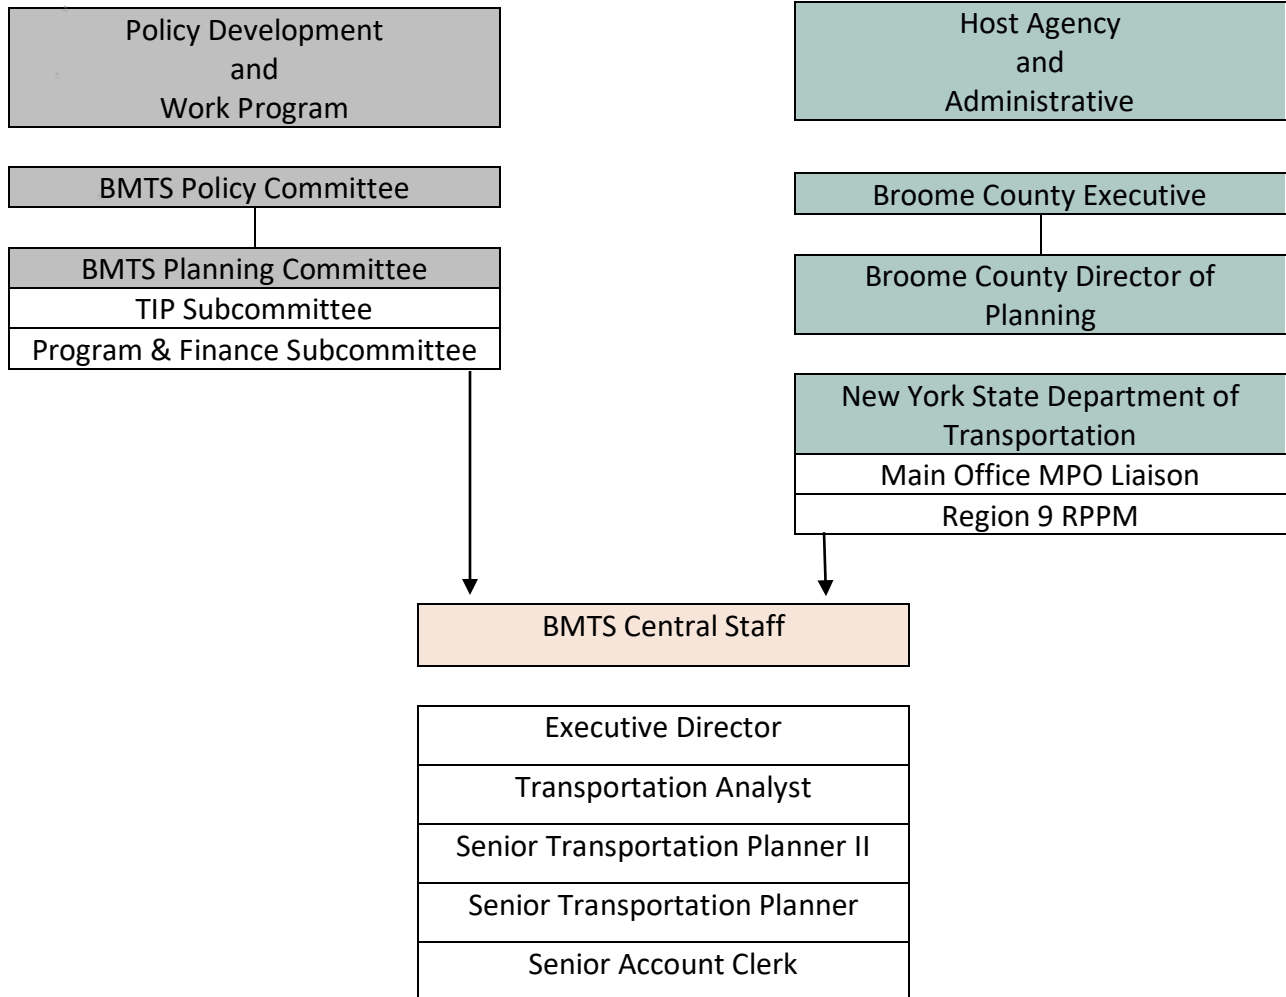 Policy Development
and
Work Program
BMTS Policy Committee
BMTS Planning Committee
TIP Subcommittee
Program & Finance Subcommittee
Host Agency
and
Administrative
Broome County Executive
Broome County Director of
Planning
New York State Department of
Transportation
Main Office MPO Liaison
Region 9 RPPM
BMTS Central Staff
Executive Director
Transportation Analyst
Senior Transportation Planner II
Senior Transportation Planner
Senior Account Clerk